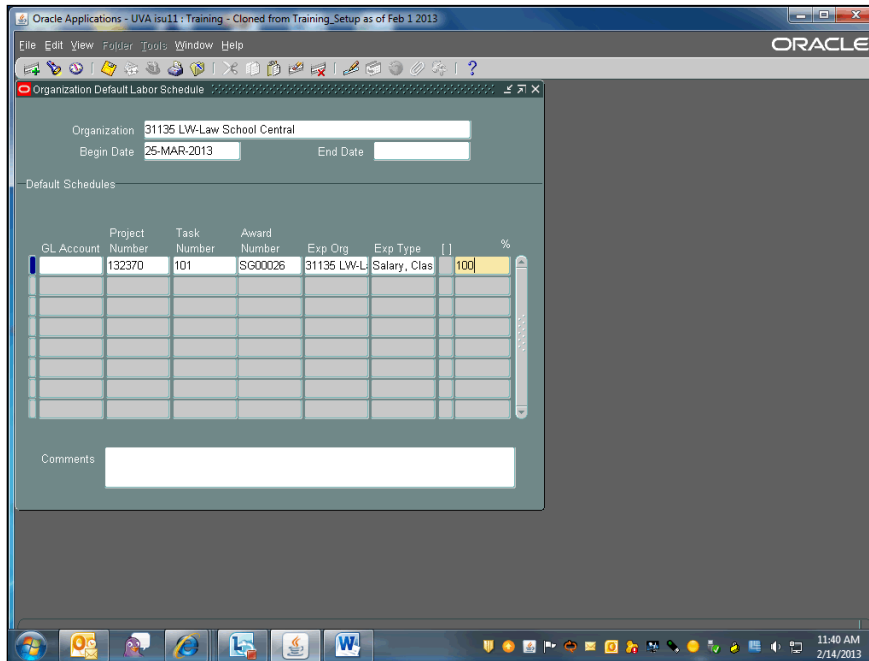 Oracle Applications - UVA isu11 : Training - Cloned from Training_Setup as of Feb 1 2013
File Edit View Folder Tools Window Help
ORACLE
Organization Default Labor Schedule
Organization 31135 LW-Law School Central
Begin Date 25-MAR-2013 End Date
Default Schedules
Project Task Award
GL Account Number Number Number Exp Org Exp Type [ ] %
132370 101 SG00026 31135 LW-L Salary, Clas 100
Comments
11:40 AM
2/14/2013